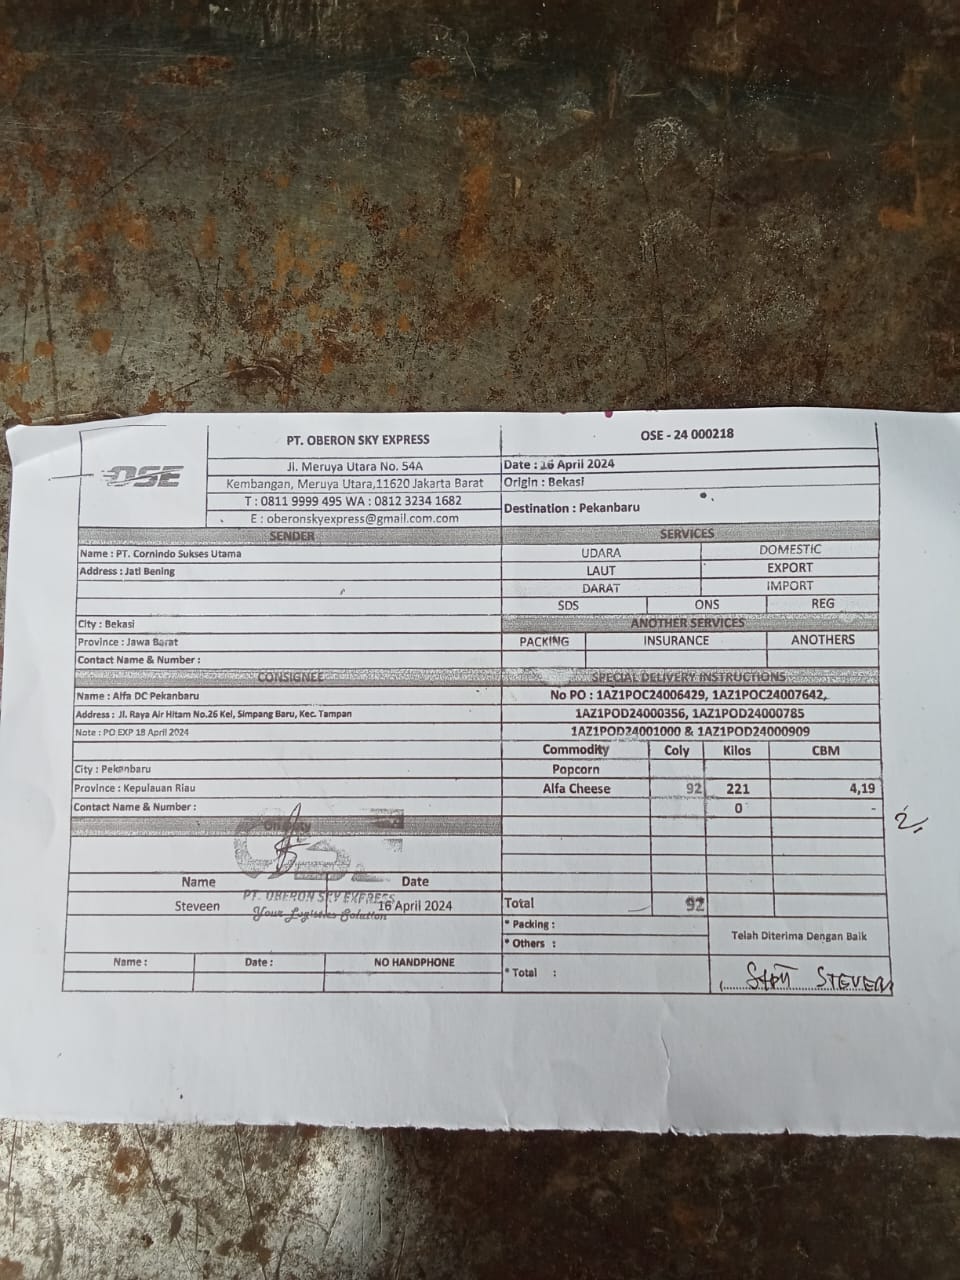 OSE
PT. OBERON SKY EXPRESS
Jl. Meruya Utara No. 54A
Kembangan, Meruya Utara,11620 Jakarta Barat
T : 0811 9999 495 WA : 0812 3234 1682
E : oberonskyexpress@gmail.com.com
OSE - 24 000218
Date : 16 April 2024
Origin : Bekasi
Destination : Pekanbaru
SENDER
Name : PT. Cornindo Sukses Utama
Address : Jati Bening
City : Bekasi
Province : Jawa Barat
Contact Name & Number :
SERVICES
UDARA DOMESTIC
LAUT EXPORT
DARAT IMPORT
SDS ONS REG
ANOTHER SERVICES
PACKING INSURANCE ANOTHERS
CONSIGNEE
Name : Alfa DC Pekanbaru
Address : Jl. Raya Air Hitam No.26 Kel, Simpang Baru, Kec. Tampan
Note : PO EXP 18 April 2024
City : Pekanbaru
Province : Kepulauan Riau
Contact Name & Number :
SPECIAL DELIVERY INSTRUCTIONS
No PO : 1AZ1POC24006429, 1AZ1POC24007642,
1AZ1POD24000356, 1AZ1POD24000785
1AZ1POD24001000 & 1AZ1POD24000909
Commodity Coly Kilos CBM
Popcorn
Alfa Cheese 92 221 4,19
0 -
Name Date
PT. OBERON SKY EXPRESS
Steveen 16 April 2024
Your Logistics Solution
Total 92
* Packing :
* Others :
* Total :
Telah Diterima Dengan Baik
STEVEN
Name : Date : NO HANDPHONE